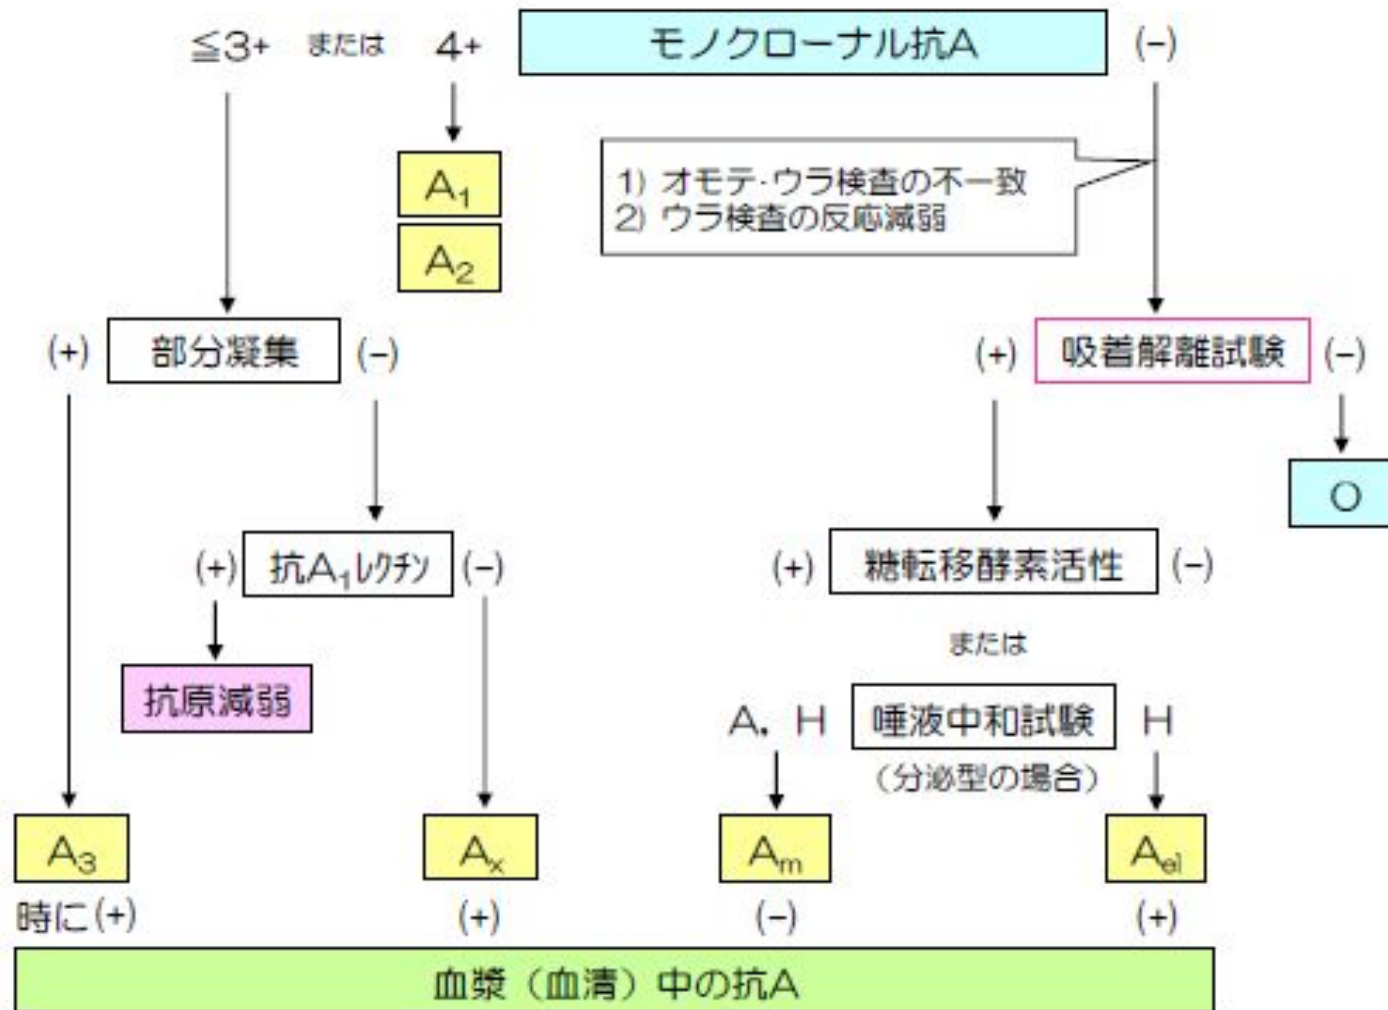 ≦3+ または 4+ モノクローナル抗A (-)
A₁
1) オモテ・ウラ検査の不一致
2) ウラ検査の反応減弱
A₂
(+) 部分凝集 (-)
(+) 吸着解離試験 (-)
O
(+) 抗A₁レクチン (-)
(+) 糖転移酵素活性 (-)
または
抗原減弱
A. H 唾液中和試験 H
(分泌型の場合)
A₃ Aₓ Aₘ Aₑₗ
時に(+) (+) (-) (+)
血漿(血清)中の抗A